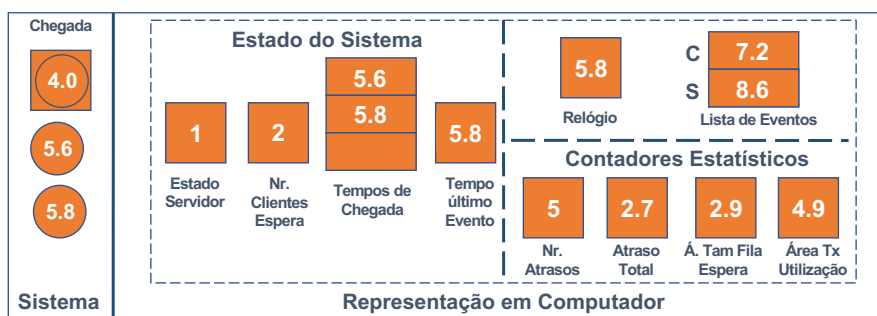 Chegada
4.0
5.6
5.8
Sistema
Estado do Sistema
1
Estado
Servidor
2
Nr.
Clientes
Espera
5.6
5.8
Tempos de
Chegada
5.8
Tempo
último
Evento
5.8
Relógio
C
7.2
S
8.6
Lista de Eventos
Contadores Estatísticos
5
Nr.
Atrasos
2.7
Atraso
Total
2.9
Á. Tam Fila
Espera
4.9
Área Tx
Utilização
Representação em Computador